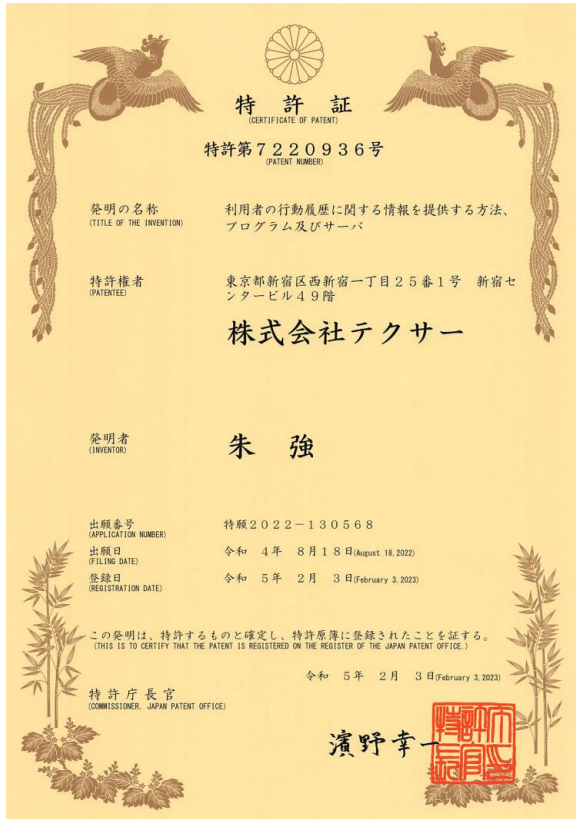 特許証
(CERTIFICATE OF PATENT)
特許第7220936号
(PATENT NUMBER)
発明の名称
(TITLE OF THE INVENTION)
利用者の行動履歴に関する情報を提供する方法、
プログラム及びサーバ
特許権者
(PATENTEE)
東京都新宿区西新宿一丁目25番1号 新宿セ
ンタービル49階
株式会社テクサー
発明者
(INVENTOR)
朱 強
出願番号
(APPLICATION NUMBER)
特願2022-130568
出願日
(FILING DATE)
令和 4年 8月18日(August 18,2022)
登録日
(REGISTRATION DATE)
令和 5年 2月 3日(February 3,2023)
この発明は、特許するものと確定し、特許原簿に登録されたことを証する。
(THIS IS TO CERTIFY THAT THE PATENT IS REGISTERED ON THE REGISTER OF THE JAPAN PATENT OFFICE.)
令和 5年 2月 3日(February 3,2023)
特許庁長官
(COMMISSIONER, JAPAN PATENT OFFICE)
濱野幸一
特許庁長官之印